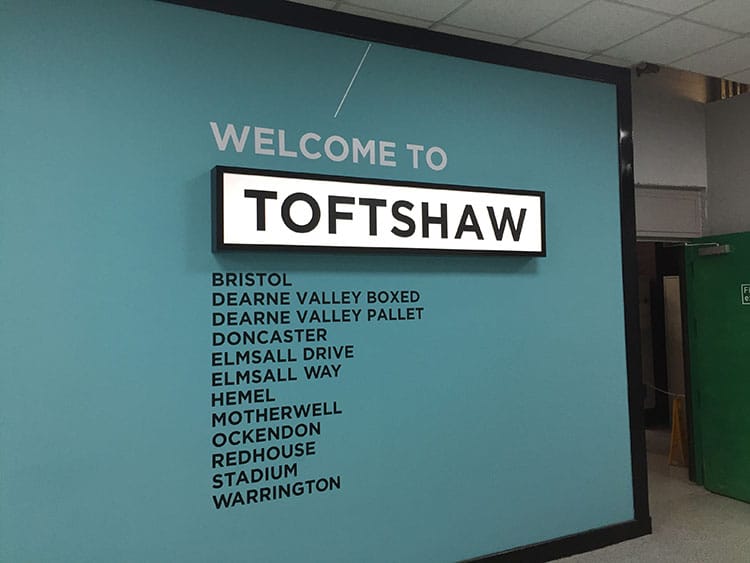 WELCOME TO
TOFTSHAW
BRISTOL
DEARNE VALLEY BOXED
DEARNE VALLEY PALLET
DONCASTER
ELMSALL DRIVE
ELMSALL WAY
HEMEL
MOTHERWELL
OCKENDON
REDHOUSE
STADIUM
WARRINGTON